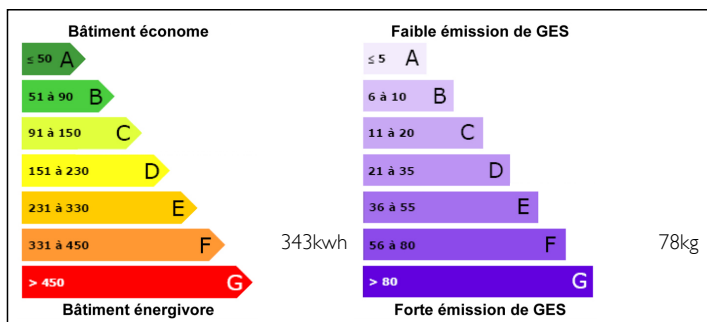 Bâtiment économe
≤ 50 A
51 à 90 B
91 à 150 C
151 à 230 D
231 à 330 E
331 à 450 F 343kwh
> 450 G
Bâtiment énergivore
Faible émission de GES
≤ 5 A
6 à 10 B
11 à 20 C
21 à 35 D
36 à 55 E
56 à 80 F 78kg
> 80 G
Forte émission de GES